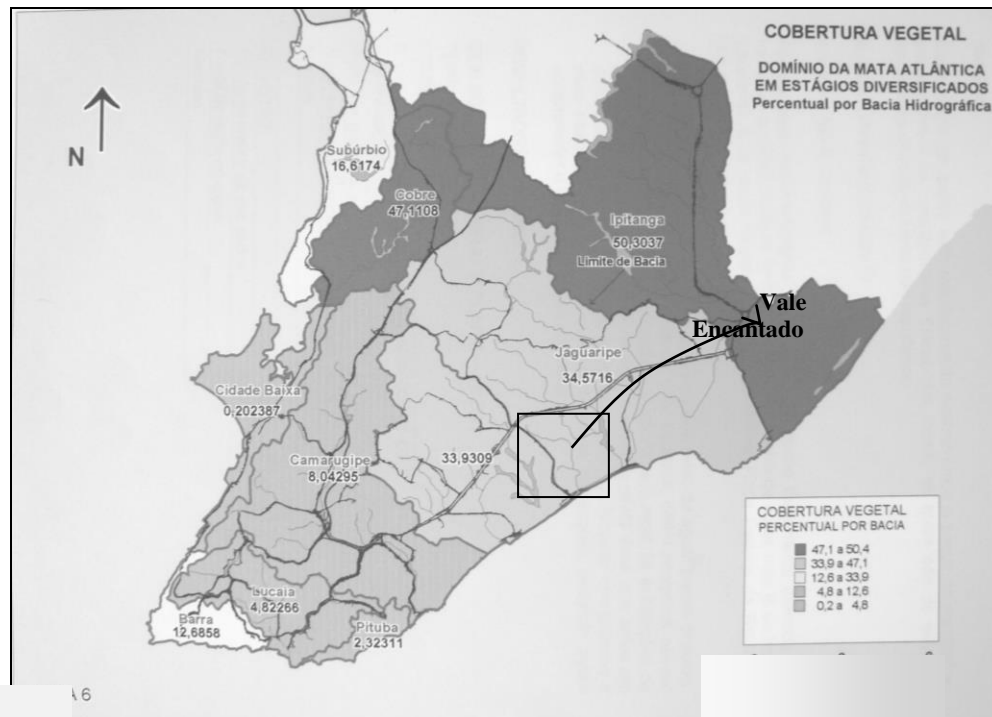 COBERTURA VEGETAL
DOMÍNIO DA MATA ATLÂNTICA
EM ESTÁGIOS DIVERSIFICADOS
Percentual por Bacia Hidrográfica
N
Subúrbio
16,6174
Cobre
47,1108
Ipitanga
50,3037
Limite de Bacia
Vale
Encantado
Jaguaripe
34,5716
Cidade Baixa
0,202387
Camarugipe
8,04295
33,9309
Lucaia
4,82266
Barra
12,6858
Pituba
2,32311
COBERTURA VEGETAL
PERCENTUAL POR BACIA
47,1 a 50,4
33,9 a 47,1
12,6 a 33,9
4,8 a 12,6
0,2 a 4,8
A 6